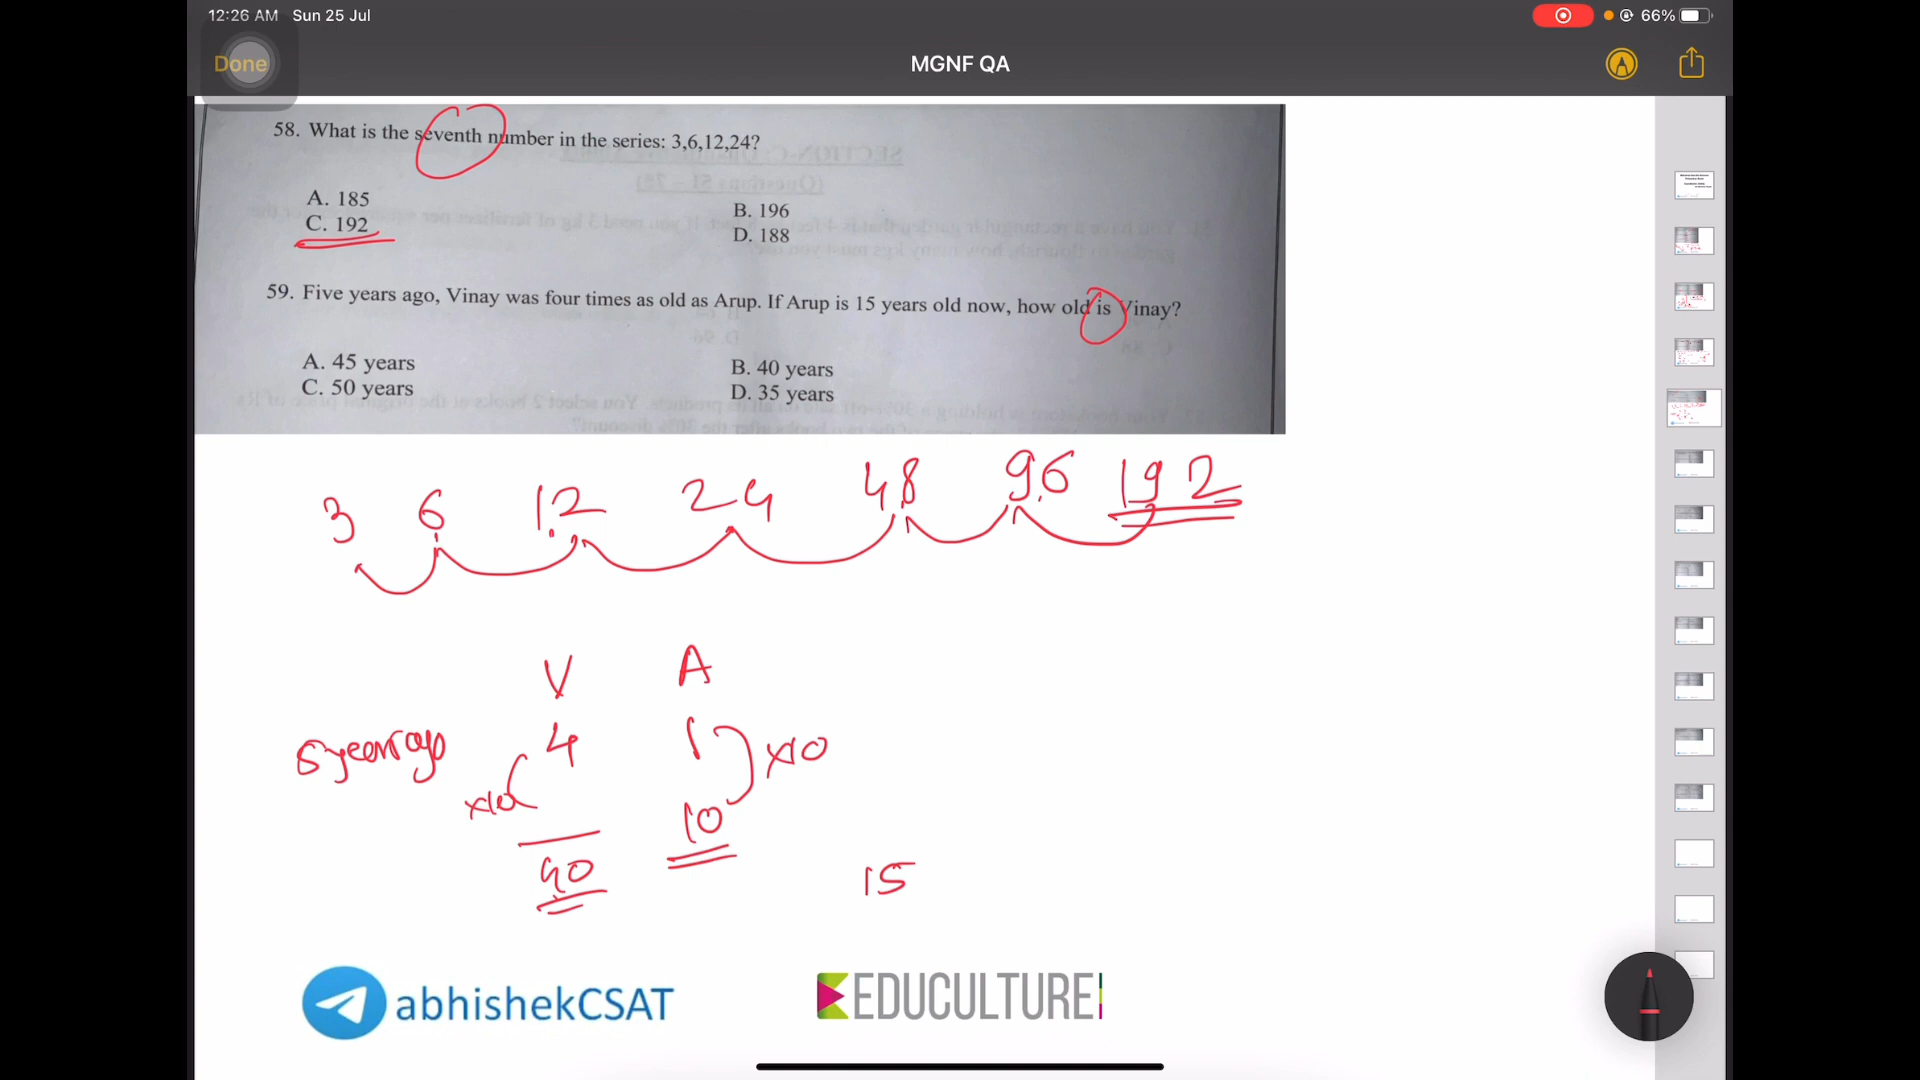 12:26 AM Sun 25 Jul
66%
Done
MGNF QA
58. What is the seventh number in the series: 3,6,12,24?
A. 185
B. 196
C. 192
D. 188
59. Five years ago, Vinay was four times as old as Arup. If Arup is 15 years old now, how old is Vinay?
A. 45 years
B. 40 years
C. 50 years
D. 35 years
3 6 12 24 48 96 192
V A
5 years ago 4 1 x10
x10
10
40
15
abhishekCSAT
EDUCULTURE